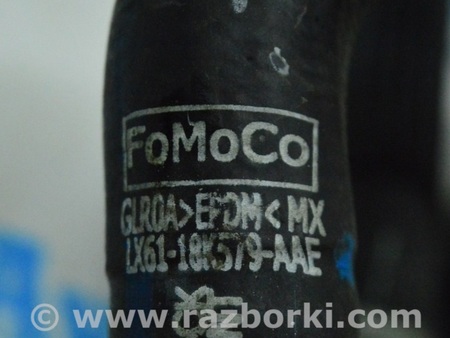 FoMoCo
GLR0A>EPDM< MX
LX61-18K579-AAE
© www.razborki.com